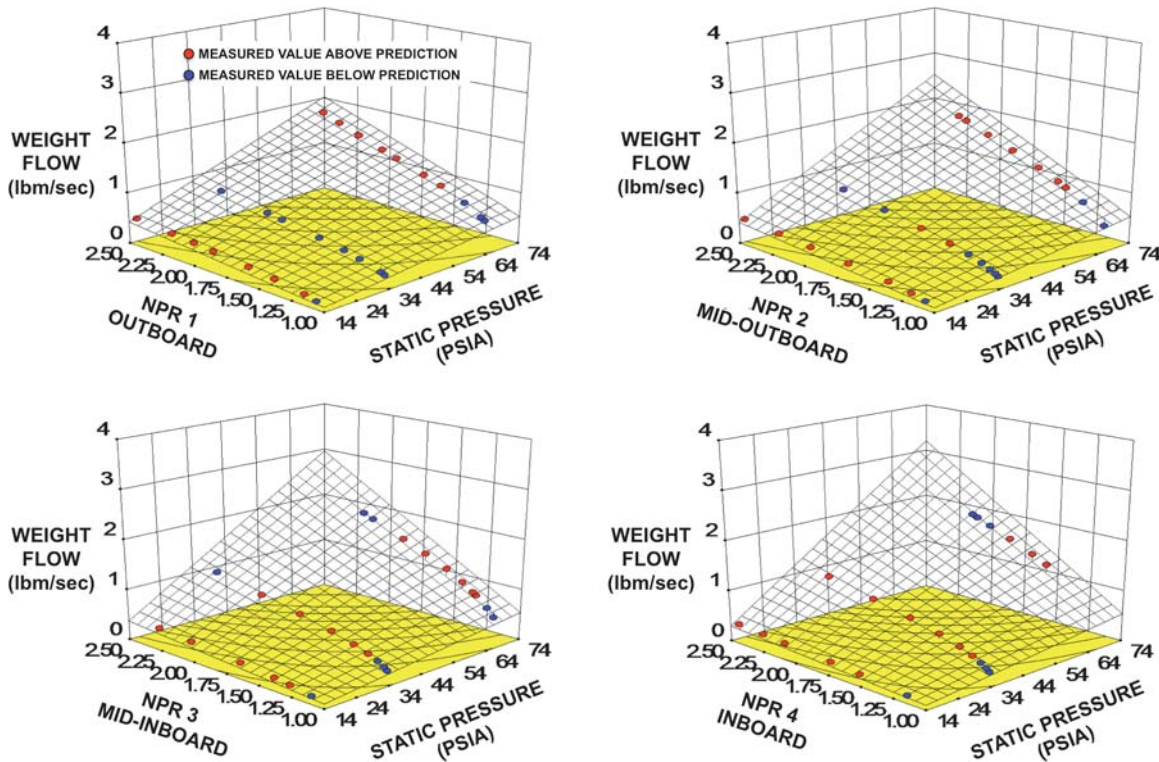 4
3
2
1
0
WEIGHT
FLOW
(lbm/sec)
MEASURED VALUE ABOVE PREDICTION
MEASURED VALUE BELOW PREDICTION
2.50
2.25
2.00
1.75
1.50
1.25
1.00
NPR 1
OUTBOARD
14
24
34
44
54
64
74
STATIC PRESSURE
(PSIA)
4
3
2
1
0
WEIGHT
FLOW
(lbm/sec)
2.50
2.25
2.00
1.75
1.50
1.25
1.00
NPR 2
MID-OUTBOARD
14
24
34
44
54
64
74
STATIC PRESSURE
(PSIA)
4
3
2
1
0
WEIGHT
FLOW
(lbm/sec)
2.50
2.25
2.00
1.75
1.50
1.25
1.00
NPR 3
MID-INBOARD
14
24
34
44
54
64
74
STATIC PRESSURE
(PSIA)
4
3
2
1
0
WEIGHT
FLOW
(lbm/sec)
2.50
2.25
2.00
1.75
1.50
1.25
1.00
NPR 4
INBOARD
14
24
34
44
54
64
74
STATIC PRESSURE
(PSIA)